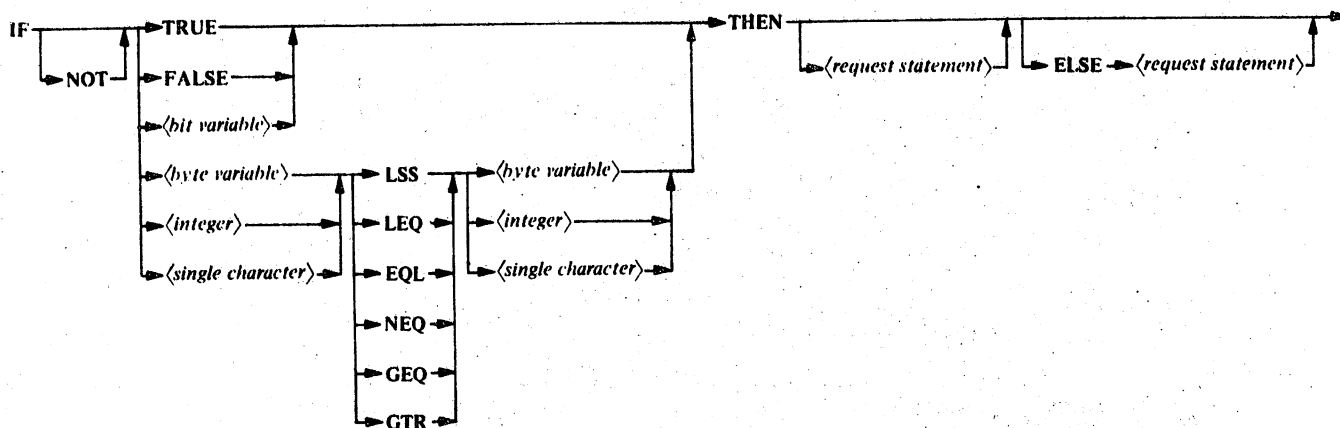 IF TRUE THEN
NOT FALSE ⟨request statement⟩ ELSE ⟨request statement⟩
⟨bit variable⟩
⟨byte variable⟩ LSS ⟨byte variable⟩
⟨integer⟩ LEQ ⟨integer⟩
⟨single character⟩ EQL ⟨single character⟩
NEQ
GEQ
GTR